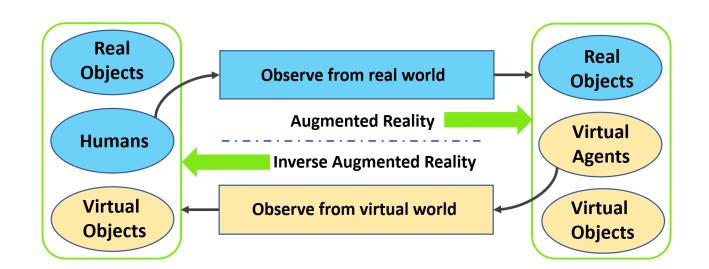 Real
Objects
Humans
Virtual
Objects
Observe from real world
Augmented Reality
Inverse Augmented Reality
Observe from virtual world
Real
Objects
Virtual
Agents
Virtual
Objects